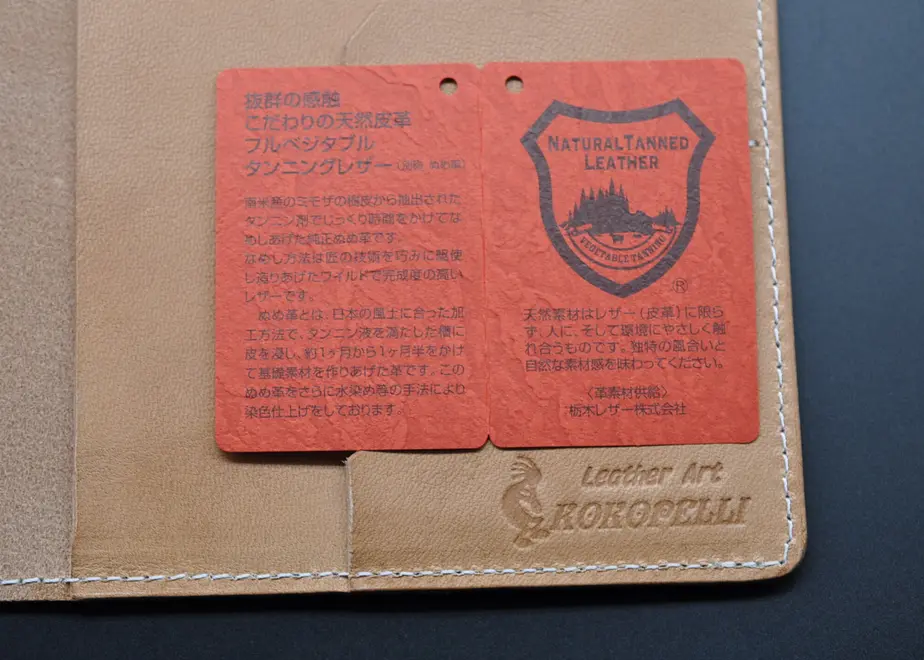 抜群の感触
こだわりの天然皮革
フルベジタブル
タンニングレザー(別称 ぬめ革)
南米産のミモザの樹皮から抽出された
タンニン剤でじっくり時間をかけてな
めしあげた純正ぬめ革です。
なめし方法は匠の技術を巧みに駆使
し造りあげたワイルドで完成度の高い
レザーです。
ぬめ革とは、日本の風土に合った加
工方法で、タンニン液を満たした槽に
皮を浸し、約1ヶ月から1ヶ月半をかけ
て基礎素材を作りあげた革です。この
ぬめ革をさらに水染め等の手法により
染色仕上げをしております。
NATURAL TANNED
LEATHER
VEGETABLE TANNING
®
天然素材はレザー(皮革)に限ら
ず、人に、そして環境にやさしく触
れ合うものです。独特の風合いと
自然な素材感を味わってください。
〈革素材供給〉
栃木レザー株式会社
Leather Art
KOKOPELLI